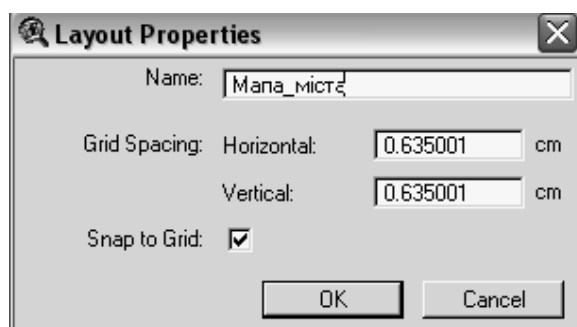 Layout Properties
Name: Мапа_міста
Grid Spacing: Horizontal: 0.635001 cm
Vertical: 0.635001 cm
Snap to Grid:
OK Cancel